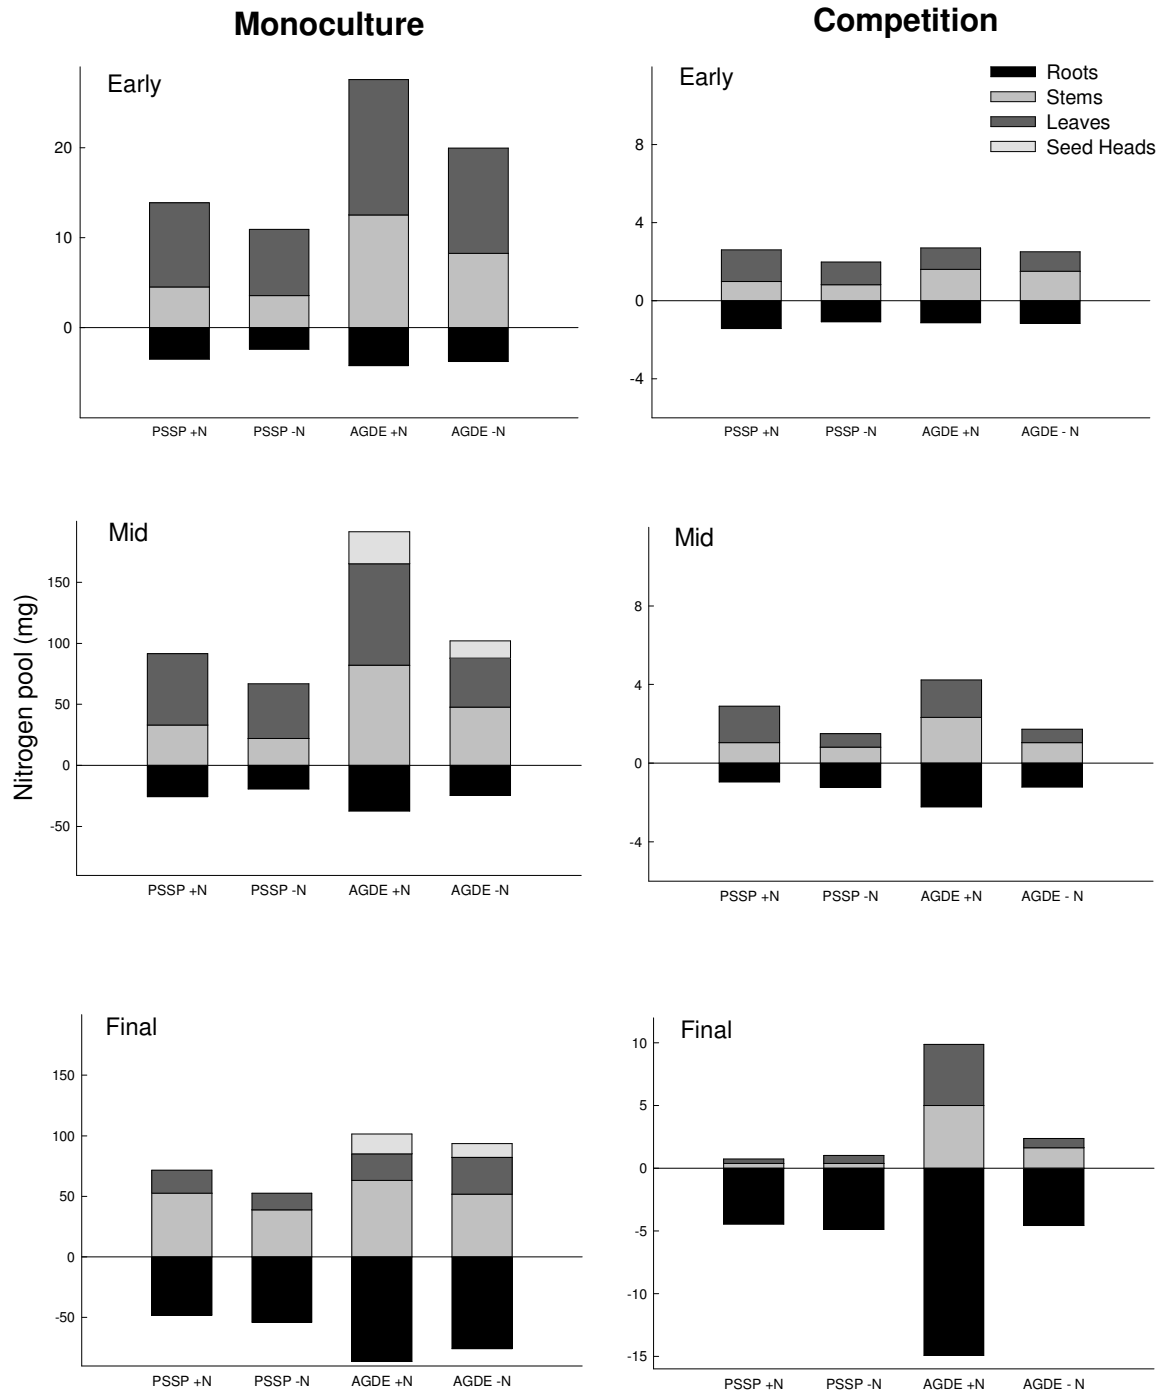 Monoculture
Early
20
10
0
PSSP +N PSSP -N AGDE +N AGDE -N
Competition
Early
Roots
Stems
Leaves
Seed Heads
8
4
0
-4
PSSP +N PSSP -N AGDE +N AGDE - N
Nitrogen pool (mg)
Mid
150
100
50
0
-50
PSSP +N PSSP -N AGDE +N AGDE -N
Mid
8
4
0
-4
PSSP +N PSSP -N AGDE +N AGDE - N
Final
150
100
50
0
-50
PSSP +N PSSP -N AGDE +N AGDE -N
Final
10
5
0
-5
-10
-15
PSSP +N PSSP -N AGDE +N AGDE - N